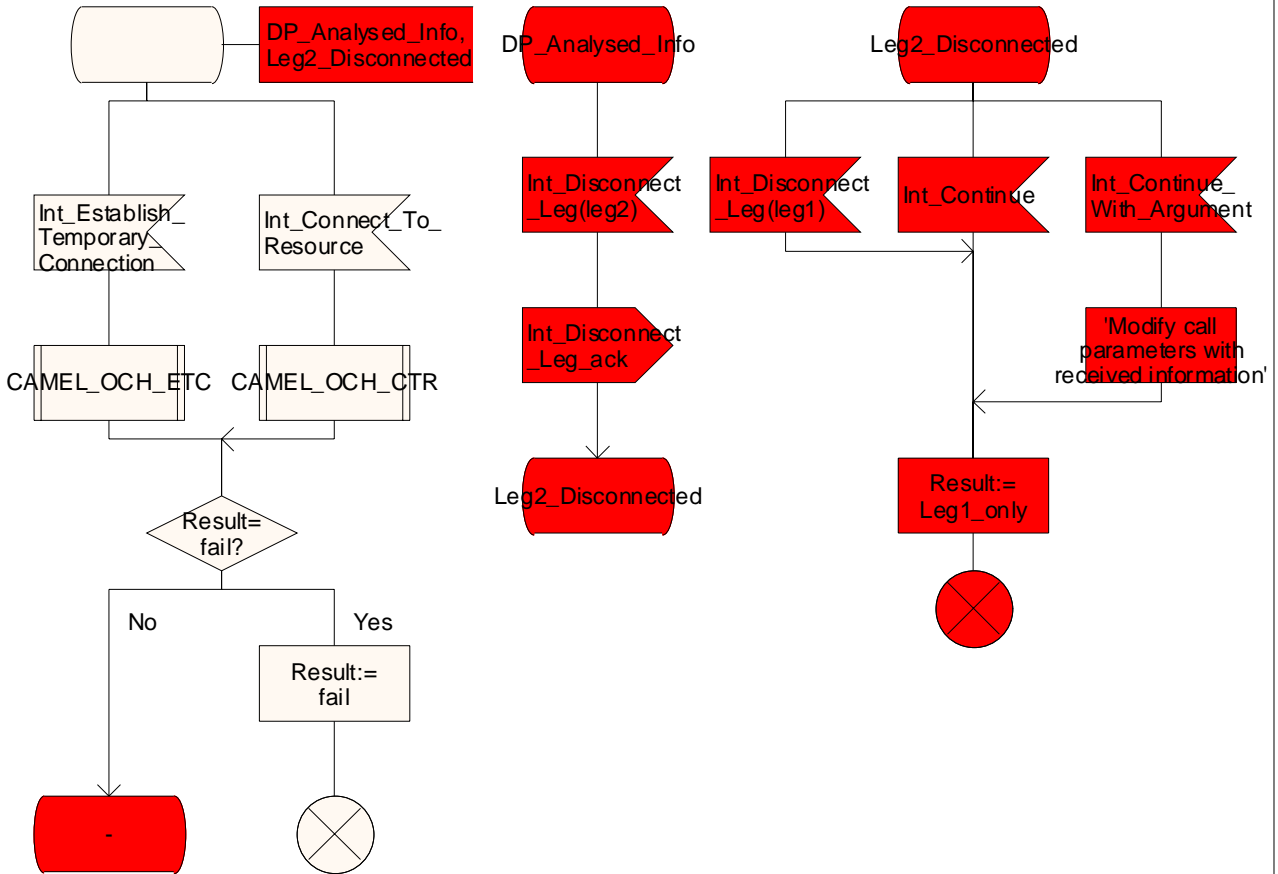 DP_Analysed_Info,
Leg2_Disconnected
Int_Establish_
Temporary_
Connection
Int_Connect_To_
Resource
CAMEL_OCH_ETC
CAMEL_OCH_CTR
Result=
fail?
No
Yes
Result:=
fail
-
DP_Analysed_Info
Int_Disconnect
_Leg(leg2)
Int_Disconnect
_Leg_ack
Leg2_Disconnected
Leg2_Disconnected
Int_Disconnect
_Leg(leg1)
Int_Continue
Int_Continue_
With_Argument
'Modify call
parameters with
received information'
Result:=
Leg1_only